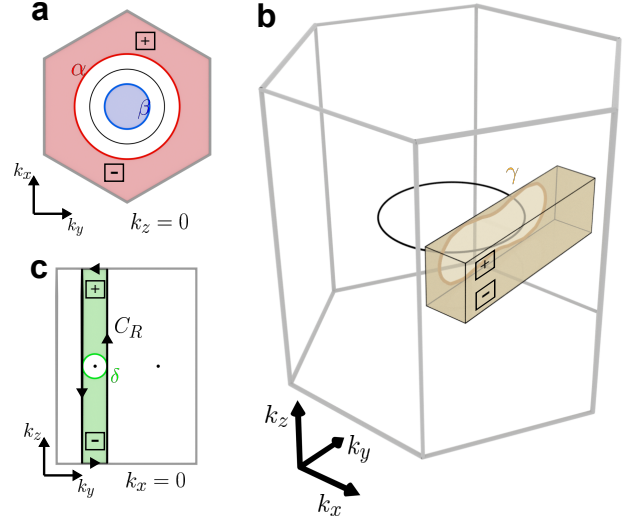 a
+
α
β
-
k_x
k_y
k_z = 0
b
γ
+
-
k_z
k_y
k_x
c
+
C_R
δ
-
k_z
k_y
k_x = 0